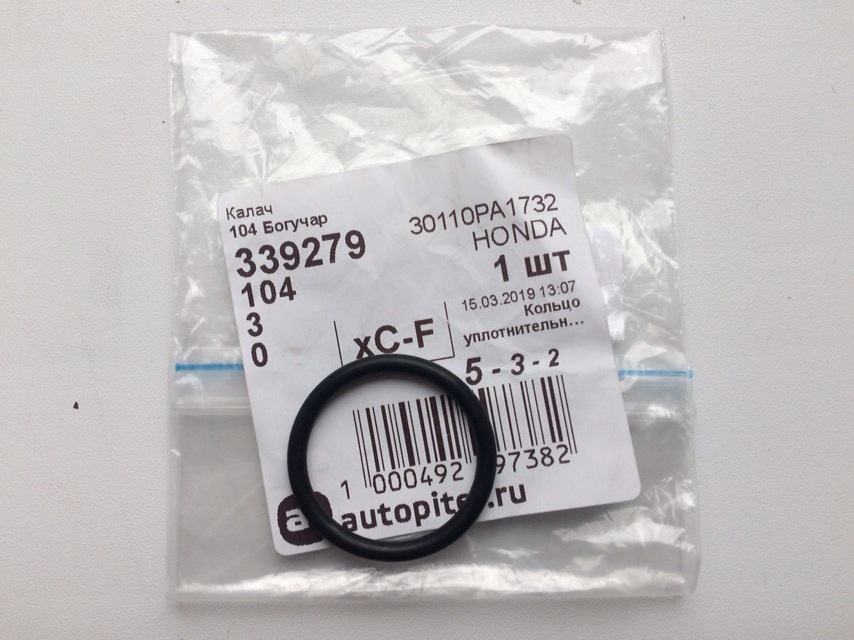 Калач
104 Богучар
339279
104
3
0
30110PA1732
HONDA
1 шт
15.03.2019 13:07
Кольцо
уплотнительн...
xC-F
5 - 3 - 2
1 000492 97382
a
.ru